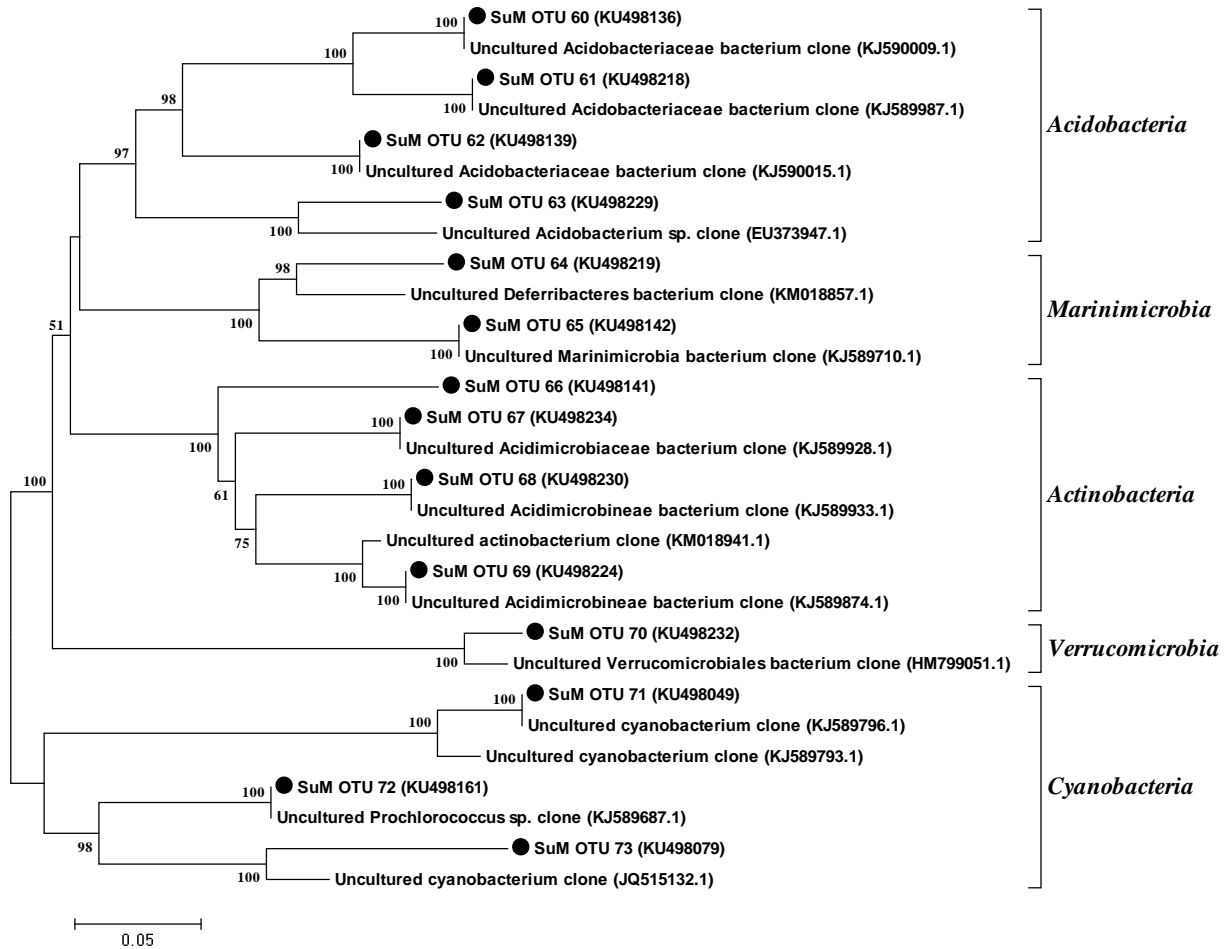 100
SuM OTU 60 (KU498136)
100
Uncultured Acidobacteriaceae bacterium clone (KJ590009.1)
SuM OTU 61 (KU498218)
98
100
Uncultured Acidobacteriaceae bacterium clone (KJ589987.1)
Acidobacteria
SuM OTU 62 (KU498139)
97
100
Uncultured Acidobacteriaceae bacterium clone (KJ590015.1)
SuM OTU 63 (KU498229)
100
Uncultured Acidobacterium sp. clone (EU373947.1)
98
SuM OTU 64 (KU498219)
Uncultured Deferribacteres bacterium clone (KM018857.1)
Marinimicrobia
100
SuM OTU 65 (KU498142)
51
100
Uncultured Marinimicrobia bacterium clone (KJ589710.1)
SuM OTU 66 (KU498141)
100
100
SuM OTU 67 (KU498234)
Uncultured Acidimicrobiaceae bacterium clone (KJ589928.1)
100
100
SuM OTU 68 (KU498230)
61
Uncultured Acidimicrobineae bacterium clone (KJ589933.1)
Actinobacteria
75
Uncultured actinobacterium clone (KM018941.1)
100
SuM OTU 69 (KU498224)
100
Uncultured Acidimicrobineae bacterium clone (KJ589874.1)
SuM OTU 70 (KU498232)
Verrucomicrobia
100
Uncultured Verrucomicrobiales bacterium clone (HM799051.1)
100
SuM OTU 71 (KU498049)
100
Uncultured cyanobacterium clone (KJ589796.1)
Uncultured cyanobacterium clone (KJ589793.1)
Cyanobacteria
100
SuM OTU 72 (KU498161)
Uncultured Prochlorococcus sp. clone (KJ589687.1)
98
SuM OTU 73 (KU498079)
100
Uncultured cyanobacterium clone (JQ515132.1)
0.05